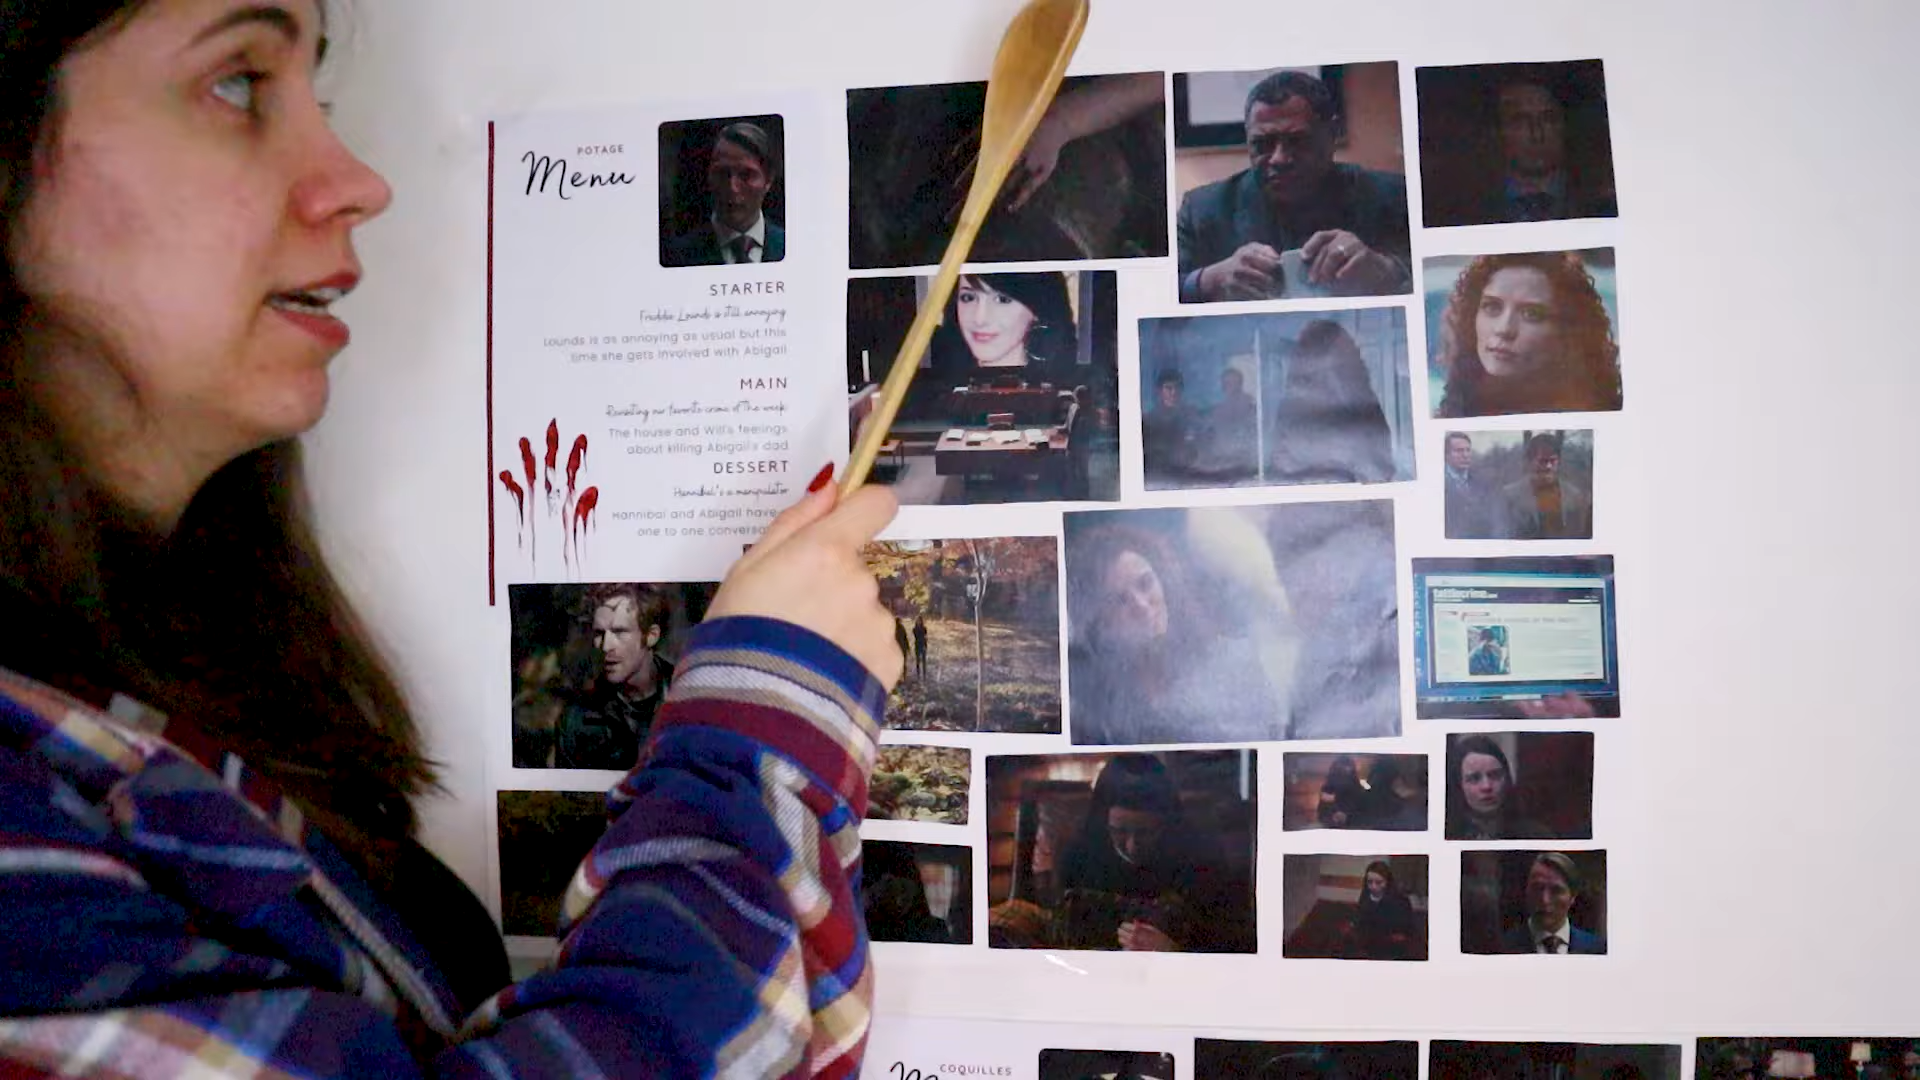 POTAGE
Menu
STARTER
Freddie Lounds is still annoying
Lounds is as annoying as usual but this
time she gets involved with Abigail
MAIN
Revisiting our favorite crime of the week
The house and Will's feelings
about killing Abigail's dad
DESSERT
Hannibal's a manipulator
Hannibal and Abigail have
one to one
tattlecrime
COQUILLES